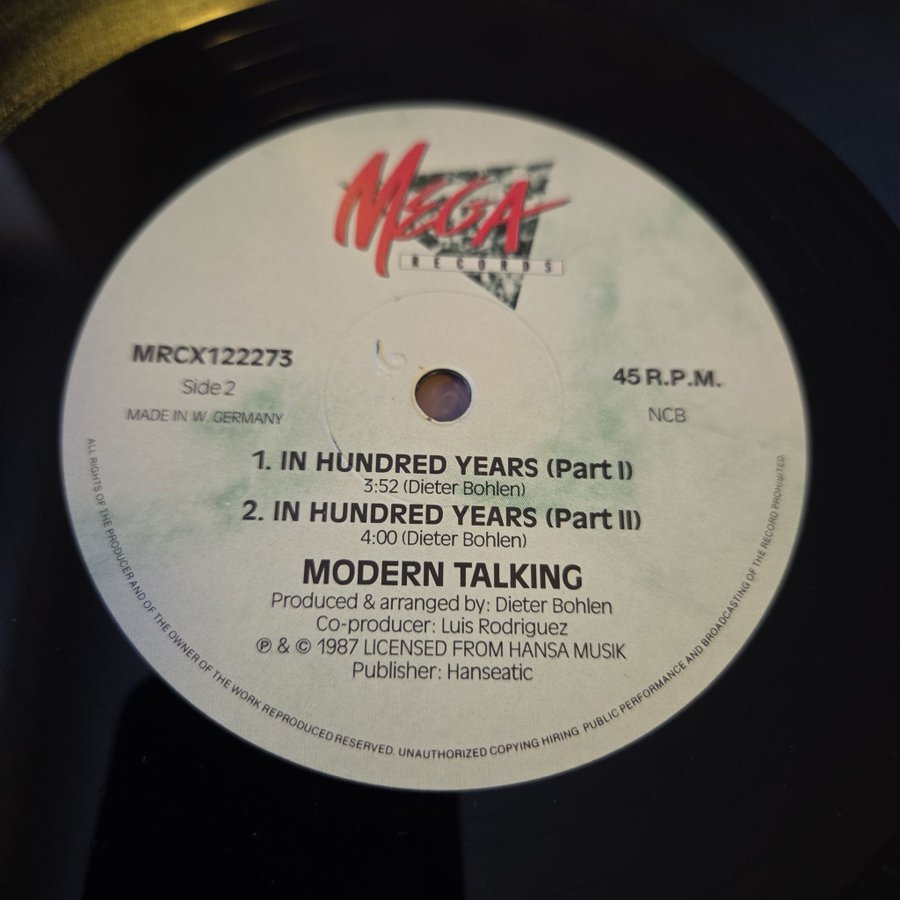 MEGA
RECORDS
MRCX122273
Side 2
MADE IN W. GERMANY
45 R.P.M.
NCB
1. IN HUNDRED YEARS (Part I)
3:52 (Dieter Bohlen)
2. IN HUNDRED YEARS (Part II)
4:00 (Dieter Bohlen)
MODERN TALKING
Produced & arranged by: Dieter Bohlen
Co-producer: Luis Rodriguez
℗ & © 1987 LICENSED FROM HANSA MUSIK
Publisher: Hanseatic
ALL RIGHTS OF THE PRODUCER AND OF THE OWNER OF THE WORK REPRODUCED RESERVED. UNAUTHORIZED COPYING HIRING PUBLIC PERFORMANCE AND BROADCASTING OF THE RECORD PROHIBITED